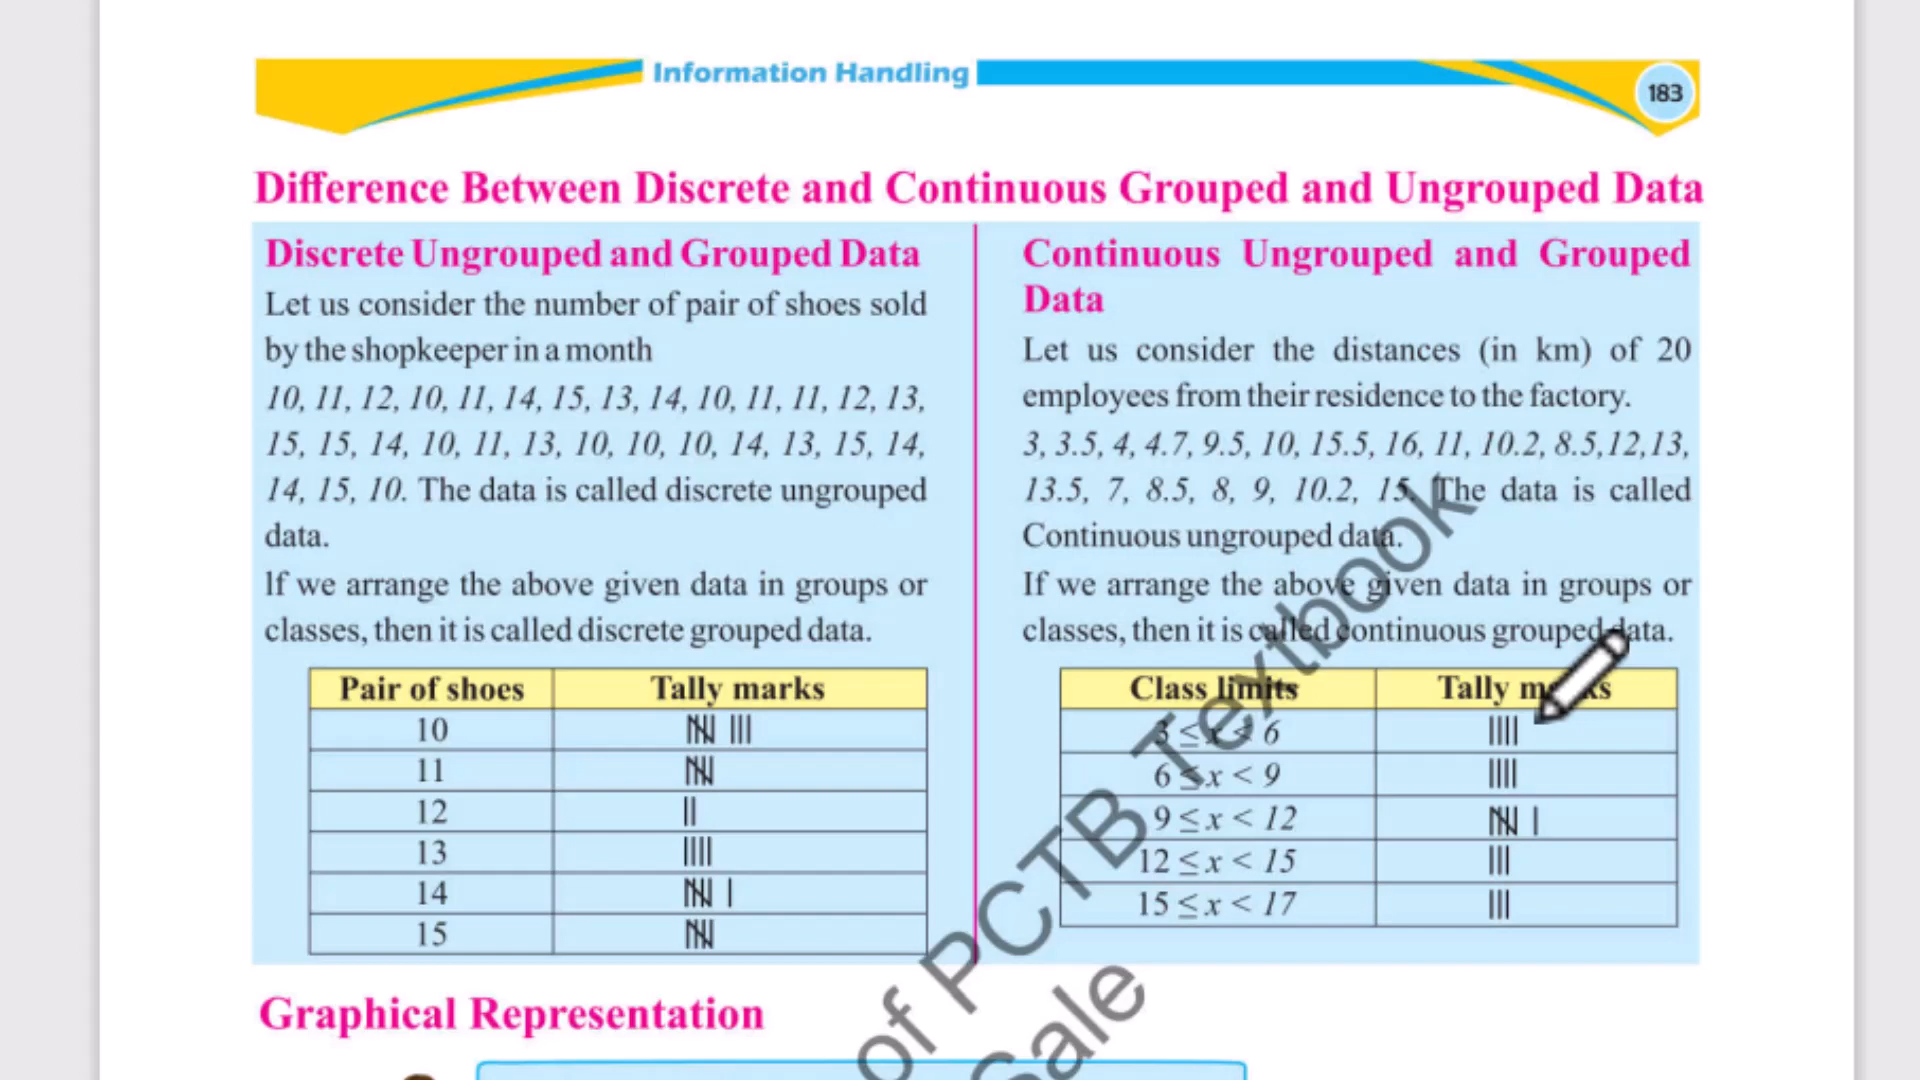 Information Handling
183
Difference Between Discrete and Continuous Grouped and Ungrouped Data
Discrete Ungrouped and Grouped Data
Let us consider the number of pair of shoes sold
by the shopkeeper in a month
10, 11, 12, 10, 11, 14, 15, 13, 14, 10, 11, 11, 12, 13,
15, 15, 14, 10, 11, 13, 10, 10, 10, 14, 13, 15, 14,
14, 15, 10. The data is called discrete ungrouped
data.
If we arrange the above given data in groups or
classes, then it is called discrete grouped data.
Pair of shoes Tally marks
10
11
12
13
14
15
Continuous Ungrouped and Grouped
Data
Let us consider the distances (in km) of 20
employees from their residence to the factory.
3, 3.5, 4, 4.7, 9.5, 10, 15.5, 16, 11, 10.2, 8.5,12,13,
13.5, 7, 8.5, 8, 9, 10.2, 15. The data is called
Continuous ungrouped data.
If we arrange the above given data in groups or
classes, then it is called continuous grouped data.
Class limits Tally marks
3 ≤ x < 6 ||||
6 ≤ x < 9 ||||
9 ≤ x < 12
12 ≤ x < 15 |||
15 ≤ x < 17 |||
Graphical Representation
of PCTB Textbook
Sale